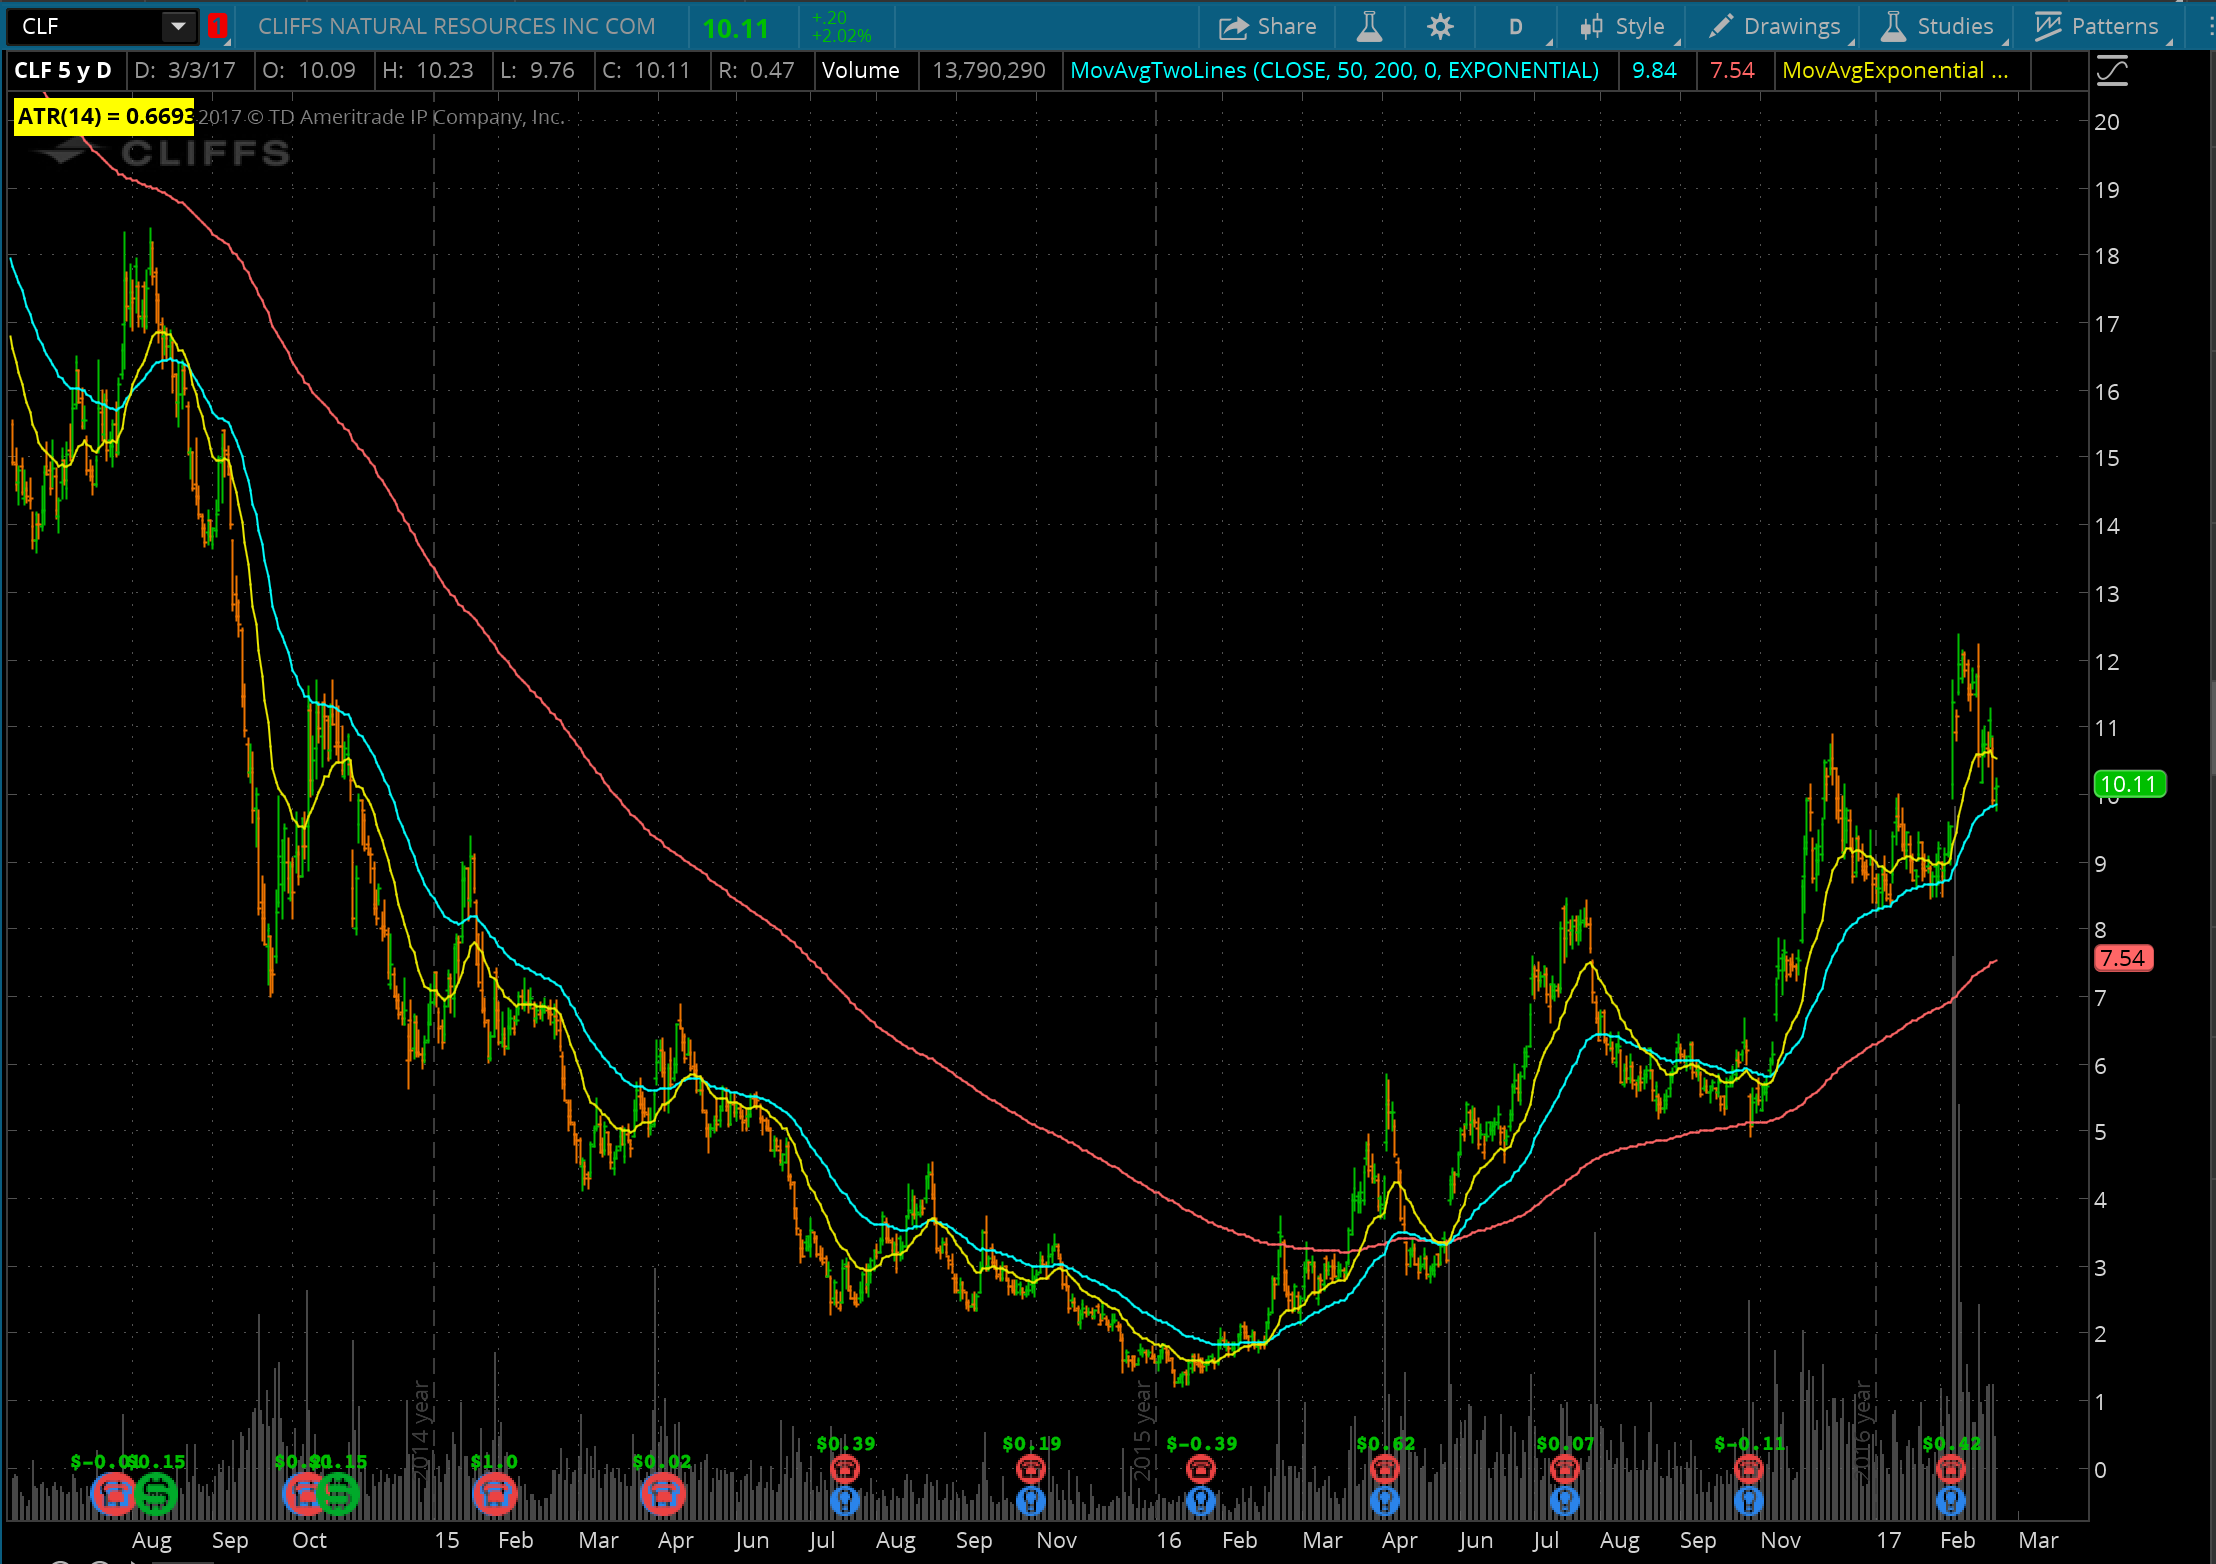 CLF 1 CLIFFS NATURAL RESOURCES INC COM 10.11 +.20 +2.02% Share D Style Drawings Studies Patterns
CLF 5 y D D: 3/3/17 O: 10.09 H: 10.23 L: 9.76 C: 10.11 R: 0.47 Volume 13,790,290 MovAvgTwoLines (CLOSE, 50, 200, 0, EXPONENTIAL) 9.84 7.54 MovAvgExponential ...
ATR(14) = 0.6693 2017 © TD Ameritrade IP Company, Inc.
CLIFFS
20
19
18
17
16
15
14
13
12
11
10.11
10
9
8
7.54
7
6
5
4
3
2
1
0
2014 year
2015 year
2016 year
$0.39 $0.19 $-0.39 $0.62 $0.07 $-0.11 $0.42
$0.15 $0.15 $1.0 $0.02
Aug Sep Oct 15 Feb Mar Apr Jun Jul Aug Sep Nov 16 Feb Mar Apr Jun Jul Aug Sep Nov 17 Feb Mar